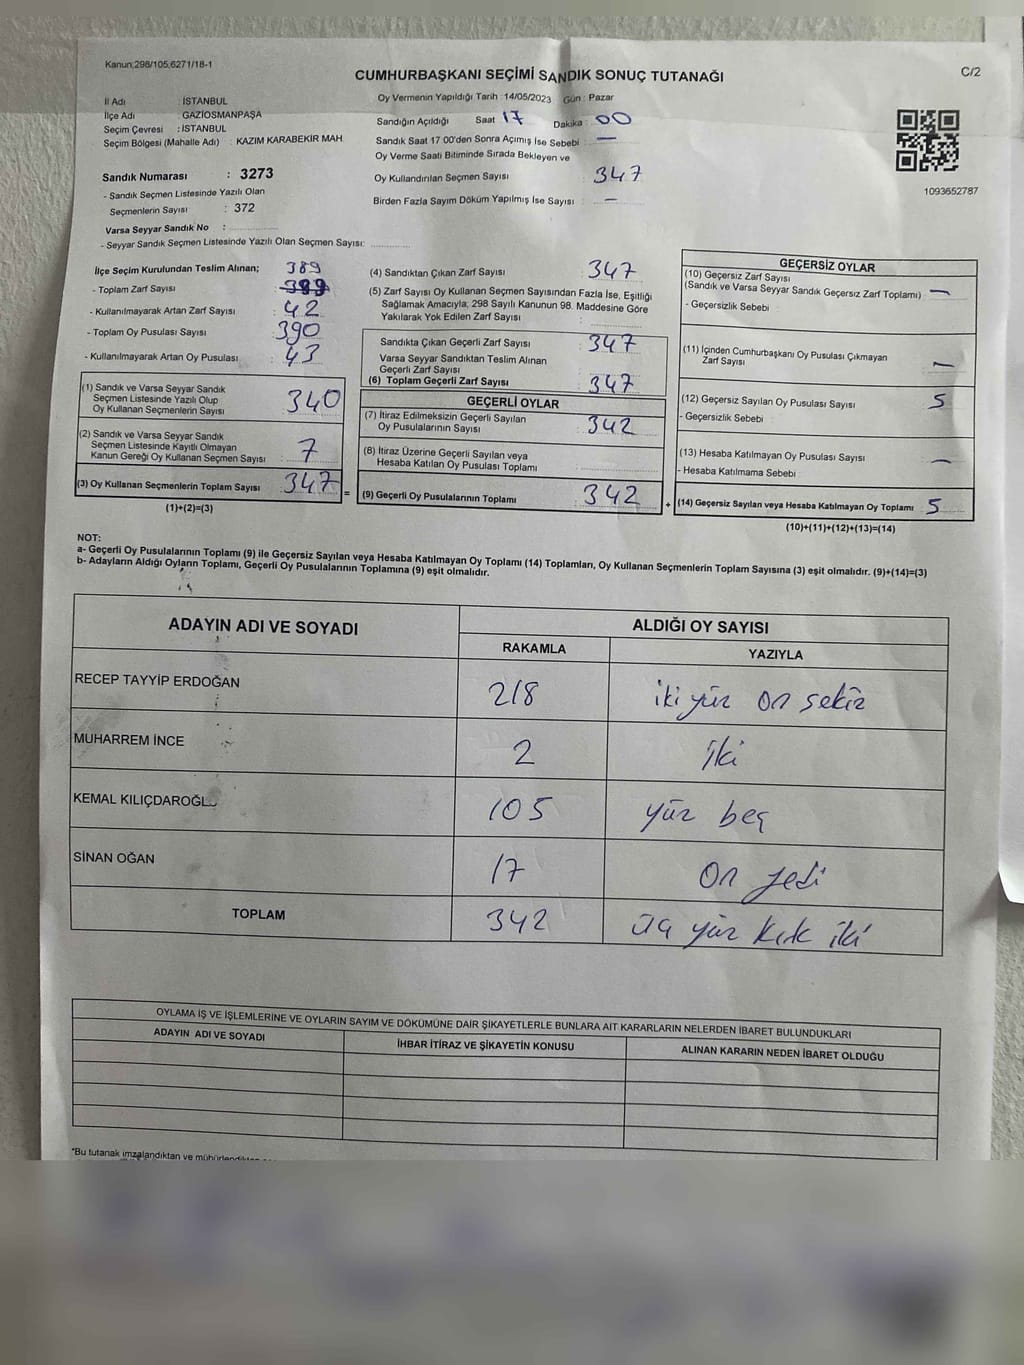 Kanun;298/105,6271/18-1
C/2
CUMHURBAŞKANI SEÇİMİ SANDIK SONUÇ TUTANAĞI
İl Adı : İSTANBUL
İlçe Adı GAZİOSMANPAŞA
Seçim Çevresi : İSTANBUL
Seçim Bölgesi (Mahalle Adı) : KAZIM KARABEKİR MAH
Sandık Numarası : 3273
- Sandık Seçmen Listesinde Yazılı Olan
Seçmenlerin Sayısı : 372
Varsa Seyyar Sandık No :
- Seyyar Sandık Seçmen Listesinde Yazılı Olan Seçmen Sayısı:
Oy Vermenin Yapıldığı Tarih : 14/05/2023 Gün : Pazar
Sandığın Açıldığı Saat 17 Dakika : 00
Sandık Saat 17 00'den Sonra Açımış İse Sebebi : —
Oy Verme Saati Bitiminde Sırada Bekleyen ve
Oy Kullandırılan Seçmen Sayısı : 347
Birden Fazla Sayım Döküm Yapılmış İse Sayısı : —
1093652787
İlçe Seçim Kurulundan Teslim Alınan; 389
- Toplam Zarf Sayısı : 389
- Kullanılmayarak Artan Zarf Sayısı : 42
- Toplam Oy Pusulası Sayısı : 390
- Kullanılmayarak Artan Oy Pusulası : 43
(1) Sandık ve Varsa Seyyar Sandık
Seçmen Listesinde Yazılı Olup
Oy Kullanan Seçmenlerin Sayısı : 340
(2) Sandık ve Varsa Seyyar Sandık
Seçmen Listesinde Kayıtlı Olmayan
Kanun Gereği Oy Kullanan Seçmen Sayısı : 7
(3) Oy Kullanan Seçmenlerin Toplam Sayısı : 347
(1)+(2)=(3)
=
(4) Sandıktan Çıkan Zarf Sayısı : 347
(5) Zarf Sayısı Oy Kullanan Seçmen Sayısından Fazla İse, Eşitliği
Sağlamak Amacıyla, 298 Sayılı Kanunun 98. Maddesine Göre
Yakılarak Yok Edilen Zarf Sayısı :
Sandıkta Çıkan Geçerli Zarf Sayısı : 347
Varsa Seyyar Sandıktan Teslim Alınan
Geçerli Zarf Sayısı
(6) Toplam Geçerli Zarf Sayısı : 347
GEÇERLİ OYLAR
(7) İtiraz Edilmeksizin Geçerli Sayılan
Oy Pusulalarının Sayısı : 342
(8) İtiraz Üzerine Geçerli Sayılan veya
Hesaba Katılan Oy Pusulası Toplamı :
(9) Geçerli Oy Pusulalarının Toplamı : 342
+
GEÇERSİZ OYLAR
(10) Geçersiz Zarf Sayısı
(Sandık ve Varsa Seyyar Sandık Geçersiz Zarf Toplamı) : —
- Geçersizlik Sebebi :
(11) İçinden Cumhurbaşkanı Oy Pusulası Çıkmayan
Zarf Sayısı : —
(12) Geçersiz Sayılan Oy Pusulası Sayısı : 5
- Geçersizlik Sebebi :
(13) Hesaba Katılmayan Oy Pusulası Sayısı : —
- Hesaba Katılmama Sebebi :
(14) Geçersiz Sayılan veya Hesaba Katılmayan Oy Toplamı : 5
(10)+(11)+(12)+(13)=(14)
NOT:
a- Geçerli Oy Pusulalarının Toplamı (9) ile Geçersiz Sayılan veya Hesaba Katılmayan Oy Toplamı (14) Toplamları, Oy Kullanan Seçmenlerin Toplam Sayısına (3) eşit olmalıdır. (9)+(14)=(3)
b- Adayların Aldığı Oyların Toplamı, Geçerli Oy Pusulalarının Toplamına (9) eşit olmalıdır.
ADAYIN ADI VE SOYADI
ALDIĞI OY SAYISI
RAKAMLA YAZIYLA
RECEP TAYYİP ERDOĞAN 218 iki yüz on sekiz
MUHARREM İNCE 2 iki
KEMAL KILIÇDAROĞL 105 yüz beş
SİNAN OĞAN 17 on yedi
TOPLAM 342 üç yüz kırk iki
OYLAMA İŞ VE İŞLEMLERİNE VE OYLARIN SAYIM VE DÖKÜMÜNE DAİR ŞİKAYETLERLE BUNLARA AİT KARARLARIN NELERDEN İBARET BULUNDUKLARI
ADAYIN ADI VE SOYADI İHBAR İTİRAZ VE ŞİKAYETİN KONUSU ALINAN KARARIN NEDEN İBARET OLDUĞU
*Bu tutanak imzalandıktan ve mühürlendikten